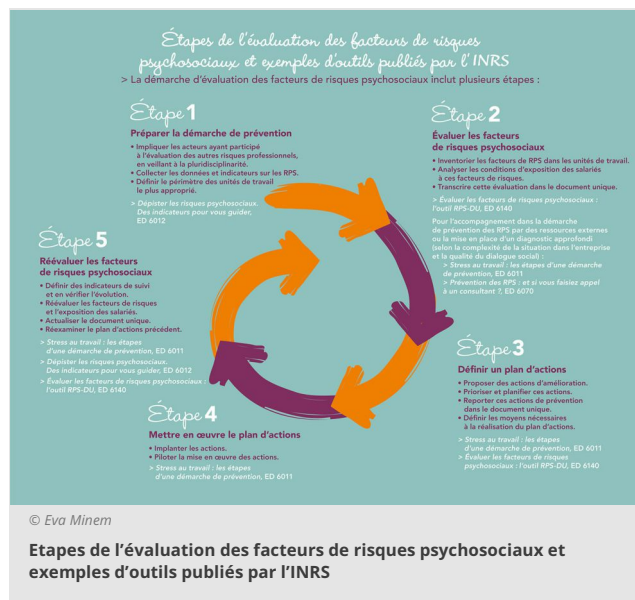 Étapes de l'évaluation des facteurs de risques
psychosociaux et exemples d'outils publiés par l'INRS
> La démarche d'évaluation des facteurs de risques psychosociaux inclut plusieurs étapes :
Étape 1
Préparer la démarche de prévention
• Impliquer les acteurs ayant participé
à l'évaluation des autres risques professionnels,
en veillant à la pluridisciplinarité.
• Collecter les données et indicateurs sur les RPS.
• Définir le périmètre des unités de travail
le plus approprié.
> Dépister les risques psychosociaux.
Des indicateurs pour vous guider,
ED 6012
Étape 2
Évaluer les facteurs
de risques psychosociaux
• Inventorier les facteurs de RPS dans les unités de travail.
• Analyser les conditions d'exposition des salariés
à ces facteurs de risques.
• Transcrire cette évaluation dans le document unique.
> Évaluer les facteurs de risques psychosociaux :
l'outil RPS-DU, ED 6140
Pour l'accompagnement dans la démarche
de prévention des RPS par des ressources externes
ou la mise en place d'un diagnostic approfondi
(selon la complexité de la situation dans l'entreprise
et la qualité du dialogue social) :
> Stress au travail : les étapes d'une démarche
de prévention, ED 6011
> Prévention des RPS : et si vous faisiez appel
à un consultant ?, ED 6070
Étape 3
Définir un plan d'actions
• Proposer des actions d'amélioration.
• Prioriser et planifier ces actions.
• Reporter ces actions de prévention
dans le document unique.
• Définir les moyens nécessaires
à la réalisation du plan d'actions.
> Stress au travail : les étapes
d'une démarche de prévention, ED 6011
> Évaluer les facteurs de risques
psychosociaux : l'outil RPS-DU, ED 6140
Étape 4
Mettre en œuvre le plan d'actions
• Implanter les actions.
• Piloter la mise en œuvre des actions.
> Stress au travail : les étapes
d'une démarche de prévention, ED 6011
Étape 5
Réévaluer les facteurs
de risques psychosociaux
• Définir des indicateurs de suivi
et en vérifier l'évolution.
• Réévaluer les facteurs de risques
et l'exposition des salariés.
• Actualiser le document unique.
• Réexaminer le plan d'actions précédent.
> Stress au travail : les étapes
d'une démarche de prévention, ED 6011
> Dépister les risques psychosociaux.
Des indicateurs pour vous guider, ED 6012
> Évaluer les facteurs de risques psychosociaux :
l'outil RPS-DU, ED 6140
© Eva Minem
Etapes de l'évaluation des facteurs de risques psychosociaux et
exemples d'outils publiés par l'INRS